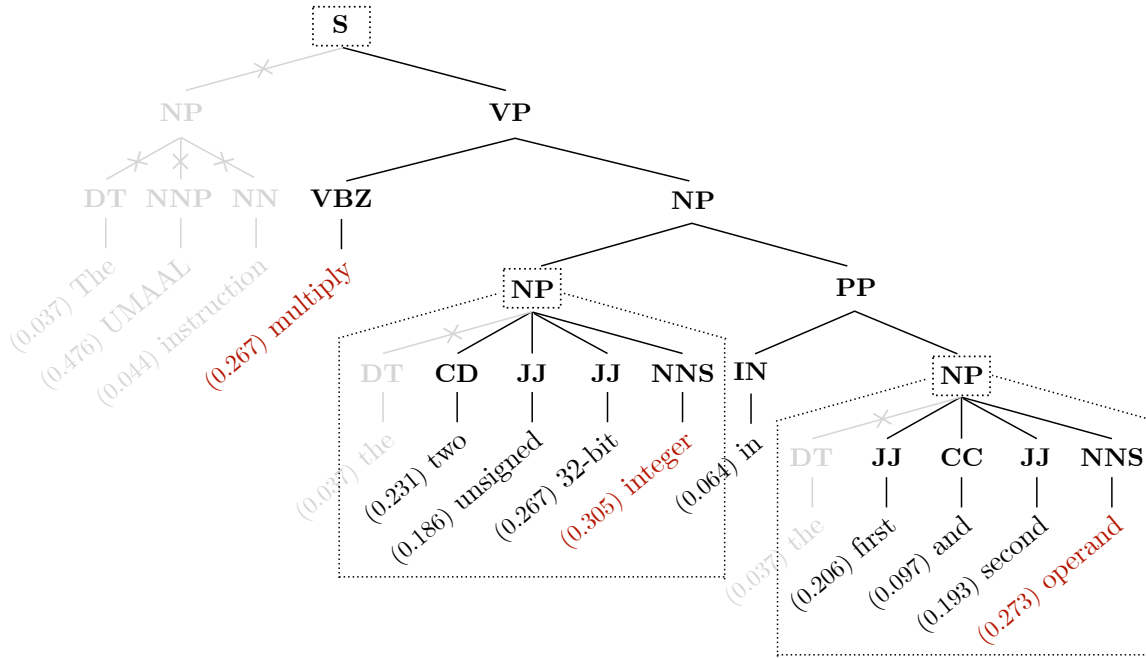 S
NP VP
DT NNP NN VBZ NP
(0.037) The
(0.476) UMAAL
(0.044) instruction
(0.267) multiply
NP PP
DT CD JJ JJ NNS IN NP
(0.037) the
(0.231) two
(0.186) unsigned
(0.267) 32-bit
(0.305) integer
(0.064) in
DT JJ CC JJ NNS
(0.037) the
(0.206) first
(0.097) and
(0.193) second
(0.273) operand